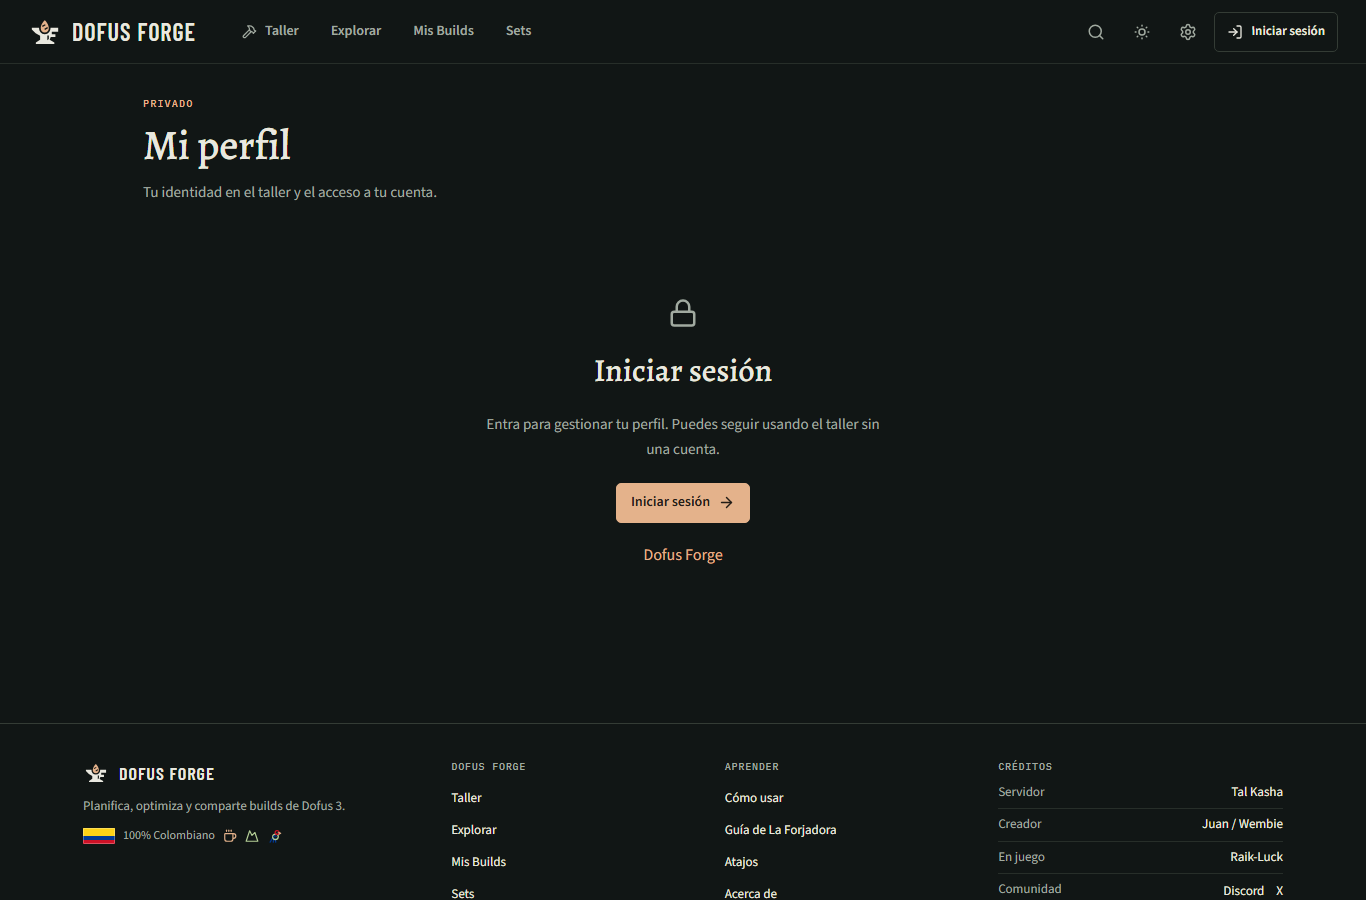 DOFUS FORGE
Taller
Explorar
Mis Builds
Sets
Iniciar sesión
PRIVADO
Mi perfil
Tu identidad en el taller y el acceso a tu cuenta.
Iniciar sesión
Entra para gestionar tu perfil. Puedes seguir usando el taller sin
una cuenta.
Iniciar sesión
Dofus Forge
DOFUS FORGE
Planifica, optimiza y comparte builds de Dofus 3.
100% Colombiano
DOFUS FORGE
Taller
Explorar
Mis Builds
Sets
APRENDER
Cómo usar
Guía de La Forjadora
Atajos
Acerca de
CRÉDITOS
Servidor Tal Kasha
Creador Juan / Wembie
En juego Raik-Luck
Comunidad Discord X